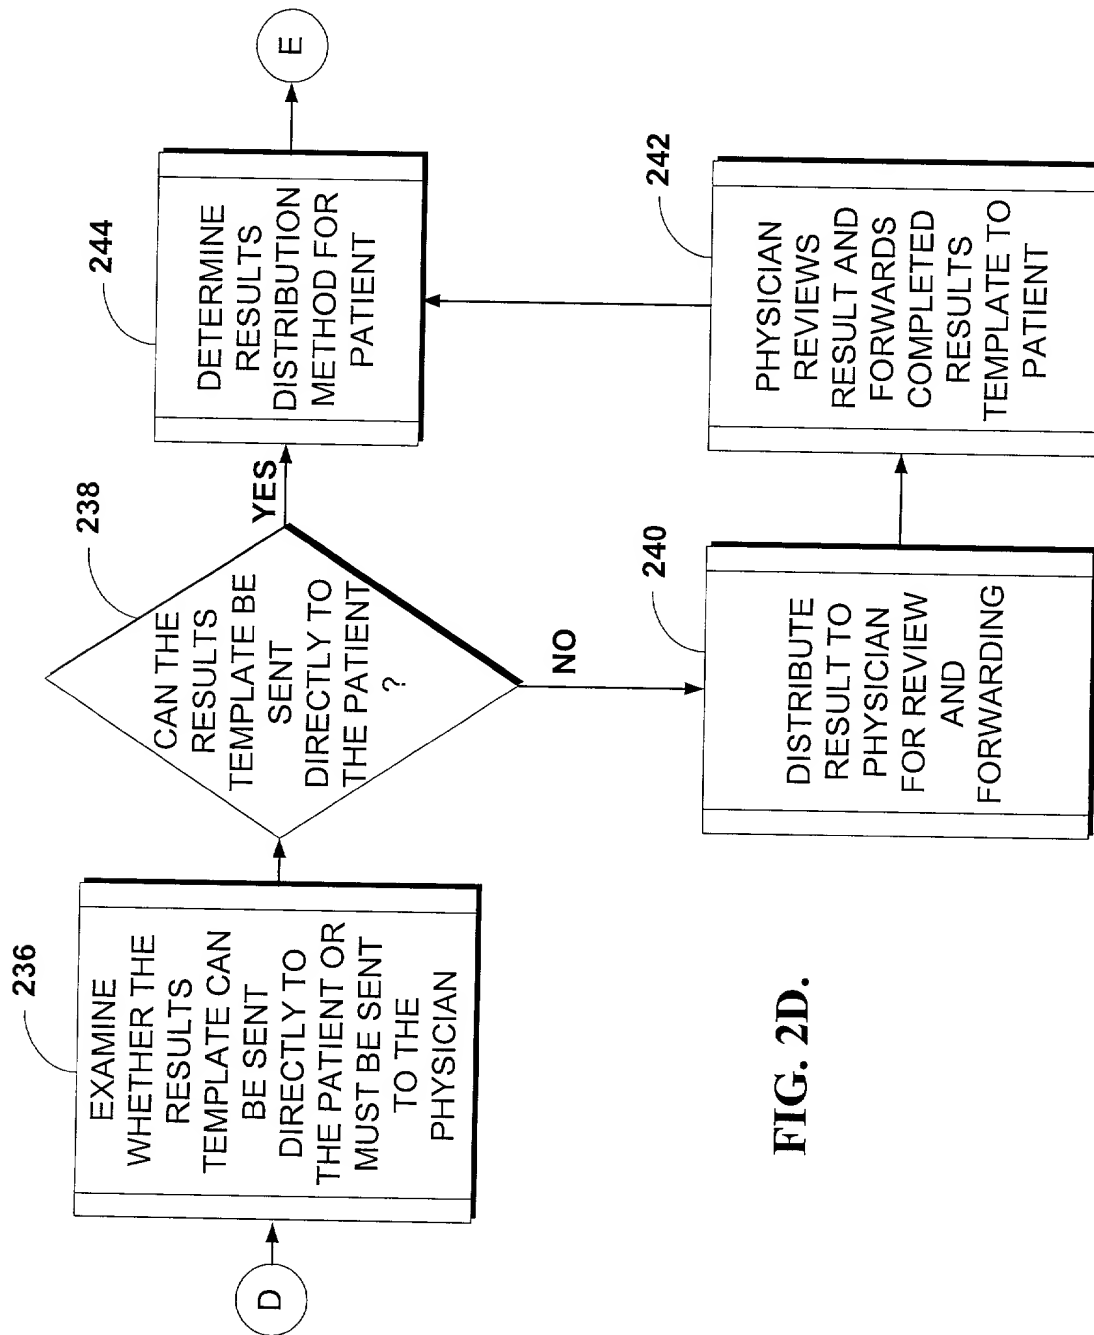 D
236
EXAMINE
WHETHER THE
RESULTS
TEMPLATE CAN
BE SENT
DIRECTLY TO
THE PATIENT OR
MUST BE SENT
TO THE
PHYSICIAN
238
CAN THE
RESULTS
TEMPLATE BE
SENT
DIRECTLY TO
THE PATIENT
?
YES
NO
244
DETERMINE
RESULTS
DISTRIBUTION
METHOD FOR
PATIENT
E
240
DISTRIBUTE
RESULT TO
PHYSICIAN
FOR REVIEW
AND
FORWARDING
242
PHYSICIAN
REVIEWS
RESULT AND
FORWARDS
COMPLETED
RESULTS
TEMPLATE TO
PATIENT
FIG. 2D.